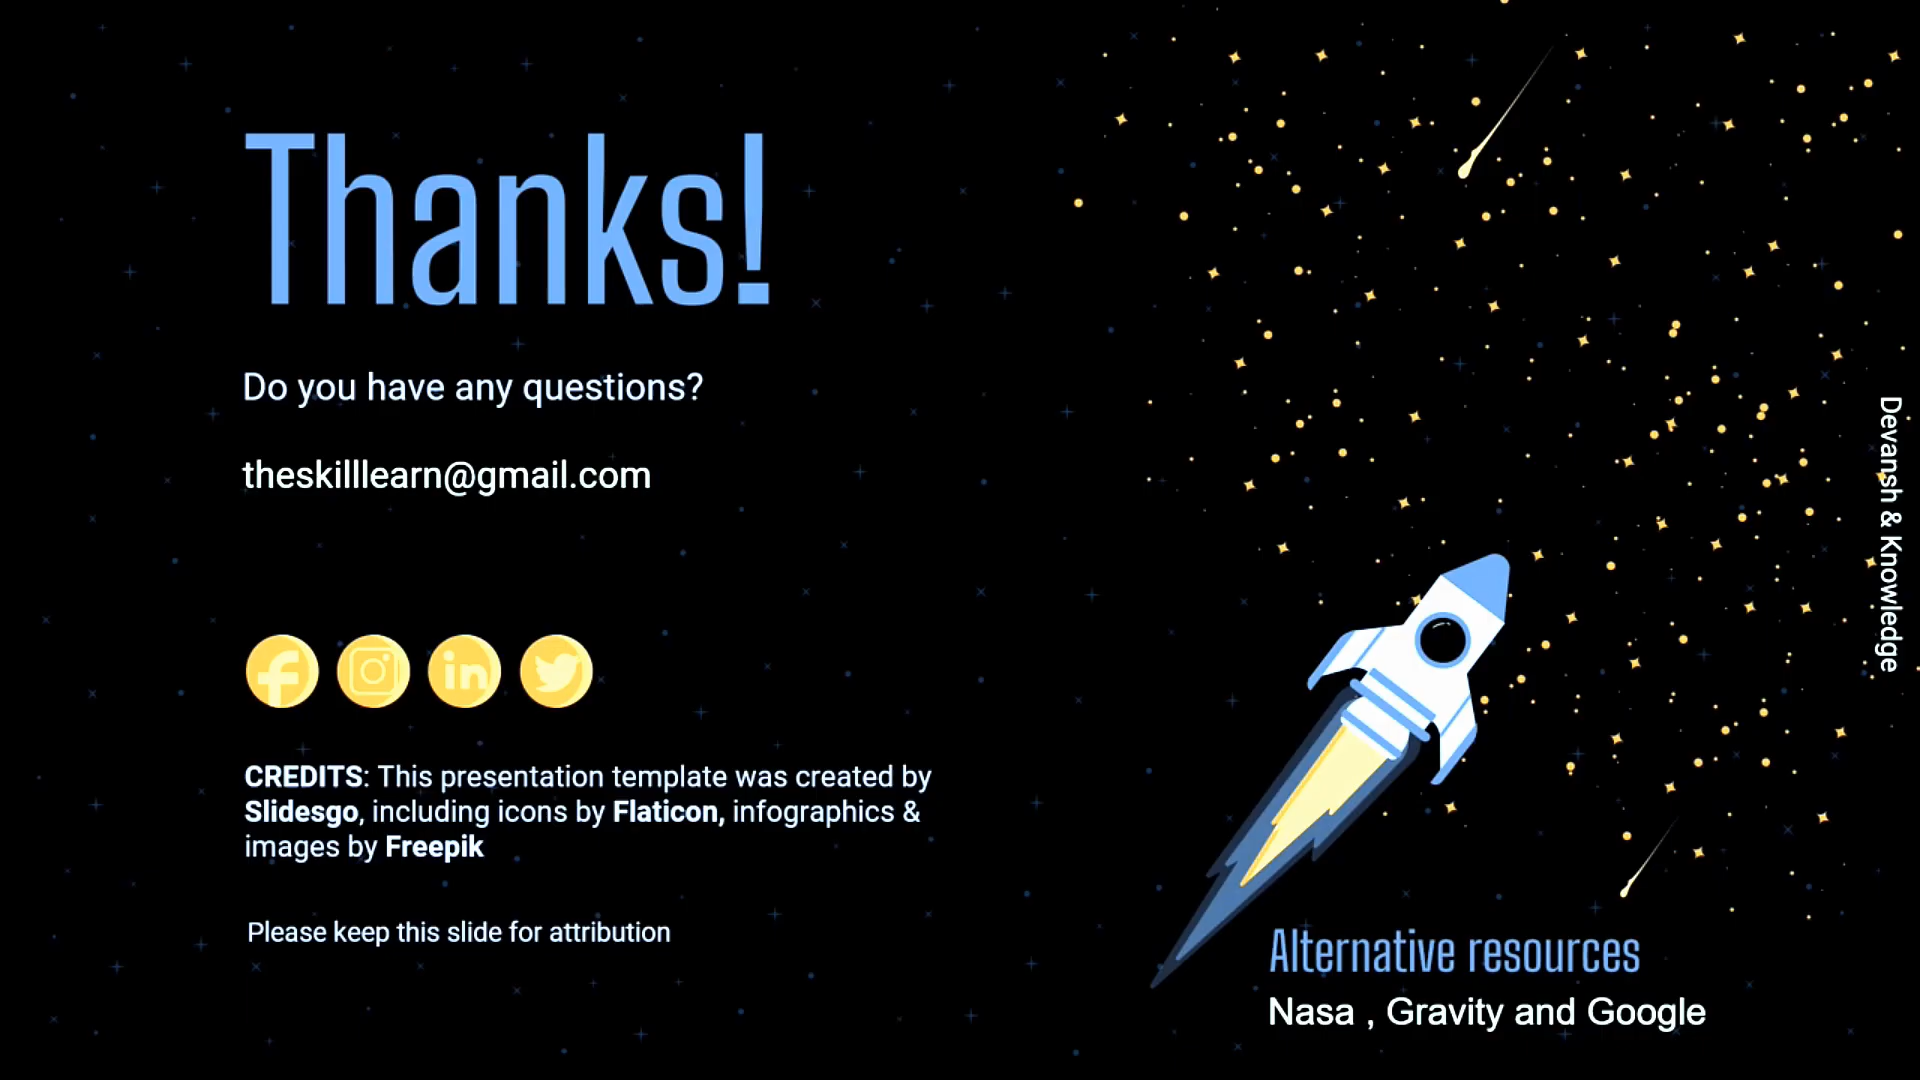 Thanks!
Do you have any questions?
theskilllearn@gmail.com
CREDITS: This presentation template was created by
Slidesgo, including icons by Flaticon, infographics &
images by Freepik
Please keep this slide for attribution
Alternative resources
Nasa , Gravity and Google
Devansh & Knowledge